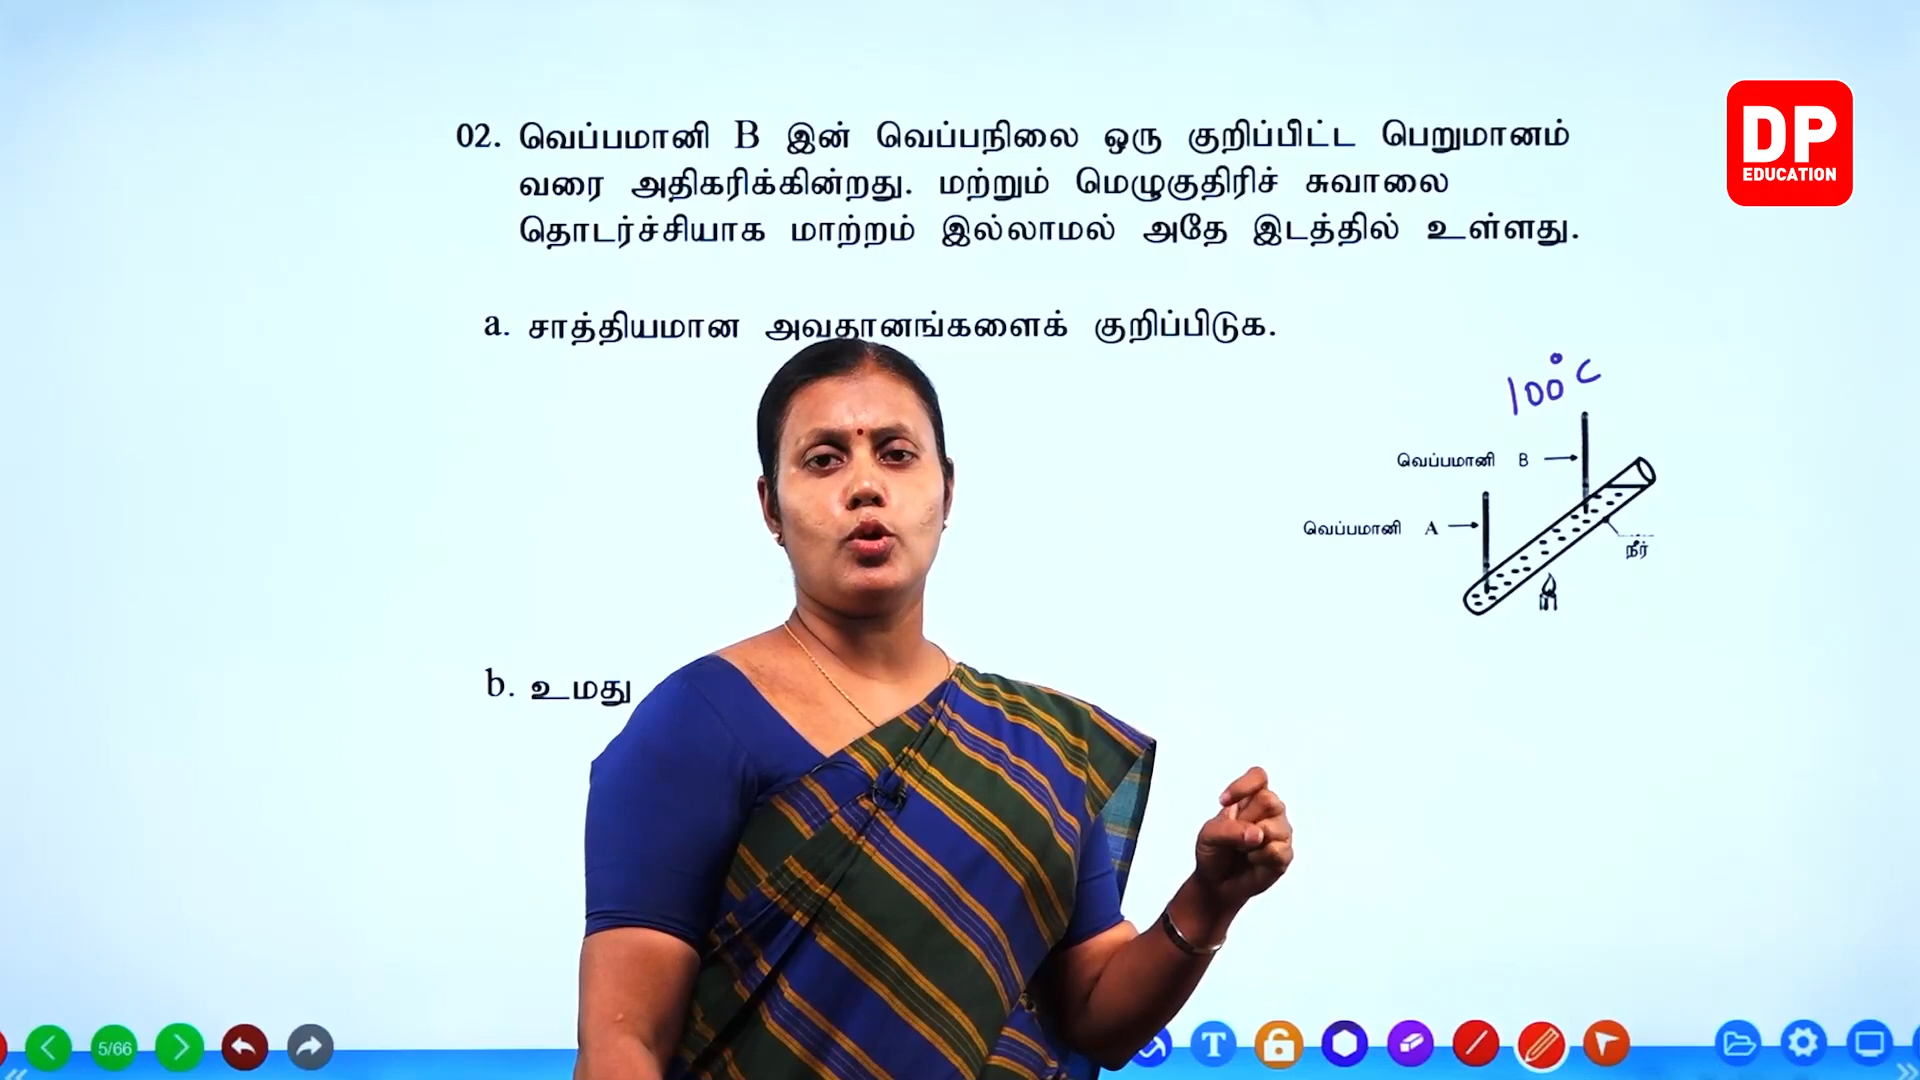 DP
EDUCATION
02. வெப்பமானி B இன் வெப்பநிலை ஒரு குறிப்பிட்ட பெறுமானம்
வரை அதிகரிக்கின்றது. மற்றும் மெழுகுதிரிச் சுவாலை
தொடர்ச்சியாக மாற்றம் இல்லாமல் அதே இடத்தில் உள்ளது.
a. சாத்தியமான அவதானங்களைக் குறிப்பிடுக.
100°C
வெப்பமானி B
வெப்பமானி A
நீர்
b. உமது
5/66
T